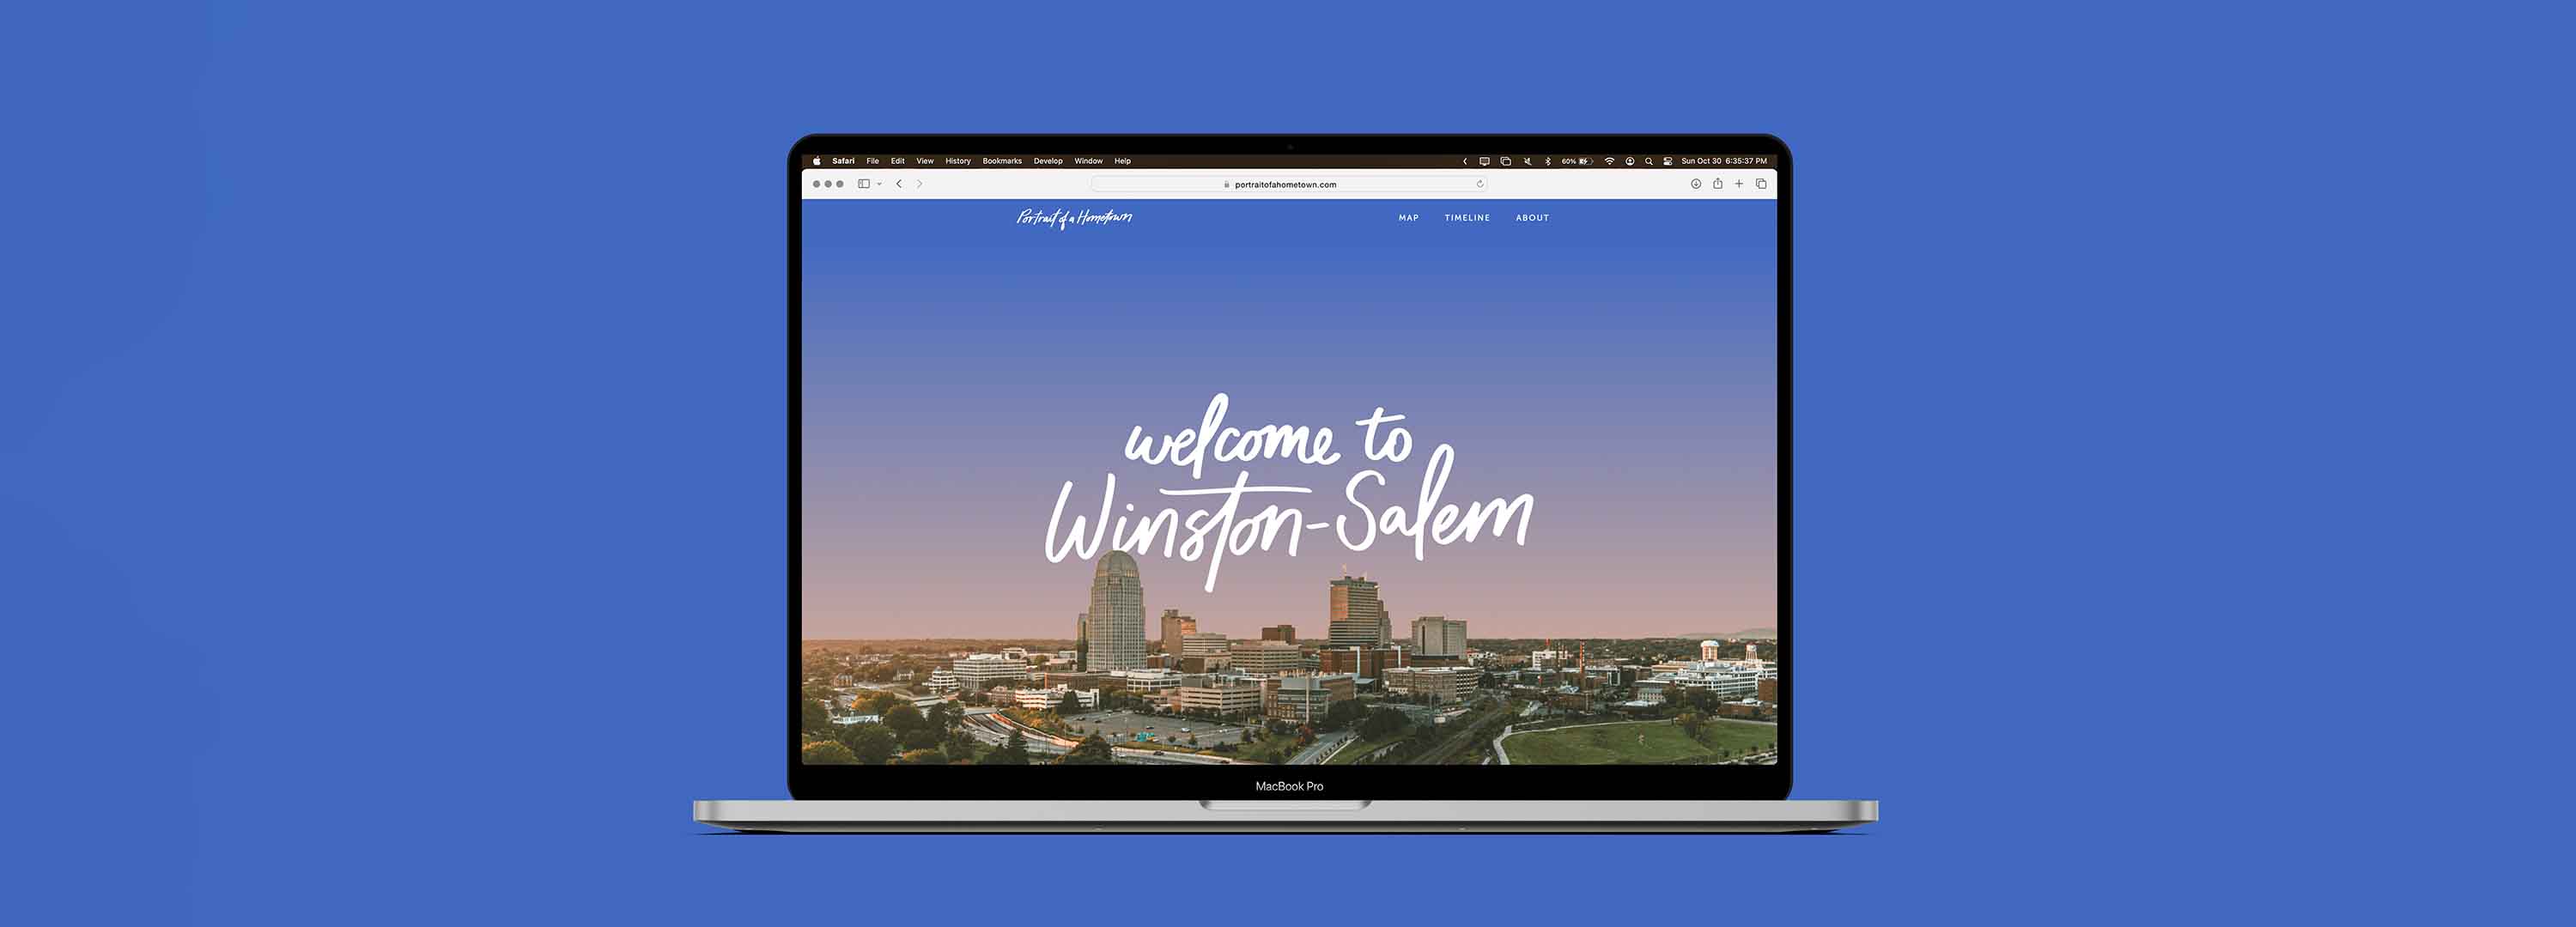 Safari File Edit View History Bookmarks Develop Window Help 60% Sun Oct 30 6:35:37 PM
portraitofahometown.com
Portrait of a Hometown MAP TIMELINE ABOUT
welcome to
Winston-Salem
MacBook Pro